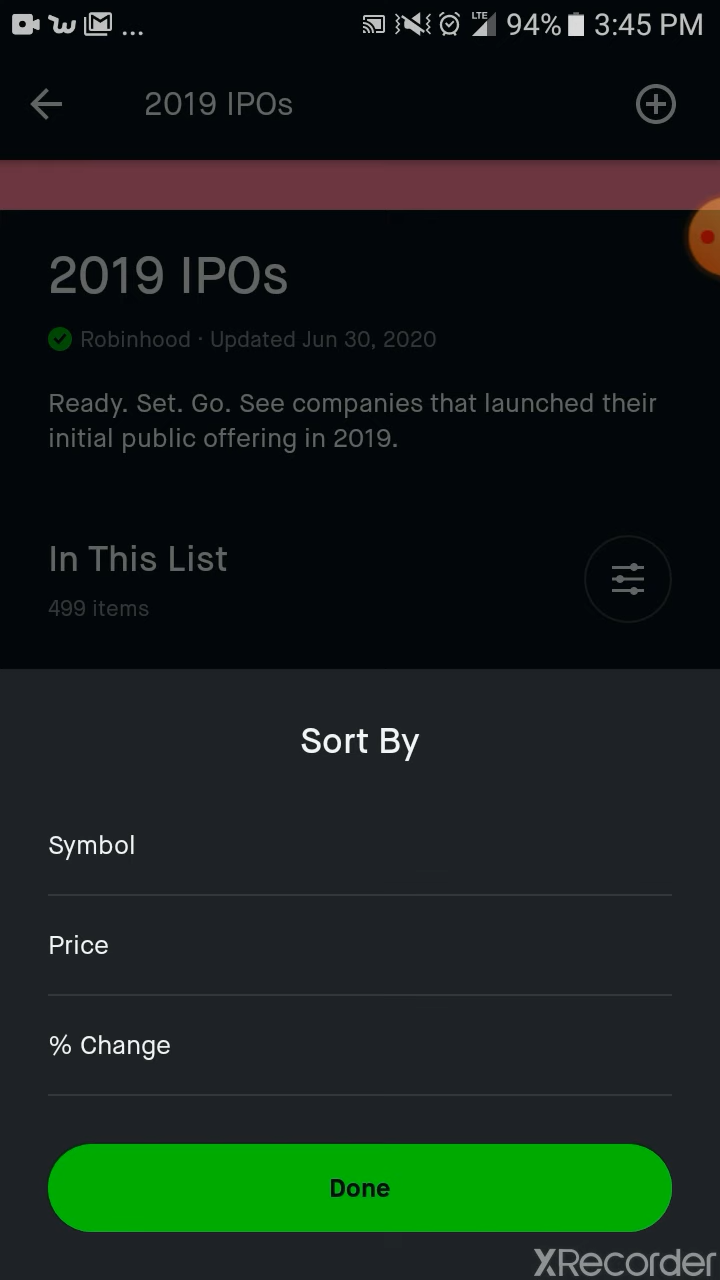 ... LTE 94% 3:45 PM
2019 IPOs
2019 IPOs
Robinhood · Updated Jun 30, 2020
Ready. Set. Go. See companies that launched their
initial public offering in 2019.
In This List
499 items
Sort By
Symbol
Price
% Change
Done
XRecorder